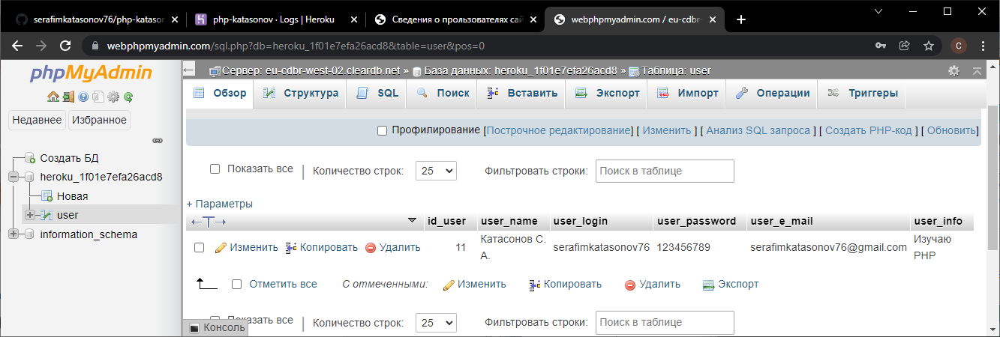 serafimkatasonov76/php-katason
php-katasonov · Logs | Heroku
Сведения о прользователях сай
webphpmyadmin.com / eu-cdbr-
webphpmyadmin.com/sql.php?db=heroku_1f01e7efa26acd8&table=user&pos=0
C
phpMyAdmin
Недавнее Избранное
Создать БД
heroku_1f01e7efa26acd8
Новая
user
information_schema
Сервер: eu-cdbr-west-02.cleardb.net » База данных: heroku_1f01e7efa26acd8 » Таблица: user
Обзор Структура SQL Поиск Вставить Экспорт Импорт Операции Триггеры
Профилирование [Построчное редактирование] [ Изменить ] [ Анализ SQL запроса ] [ Создать PHP-код ] [ Обновить]
Показать все | Количество строк: 25 Фильтровать строки: Поиск в таблице
+ Параметры
←T→ id_user user_name user_login user_password user_e_mail user_info
Изменить Копировать Удалить 11 Катасонов С. serafimkatasonov76 123456789 serafimkatasonov76@gmail.com Изучаю
А. PHP
Отметить все С отмеченными: Изменить Копировать Удалить Экспорт
Показать все | Количество строк: 25 Фильтровать строки: Поиск в таблице
Консоль